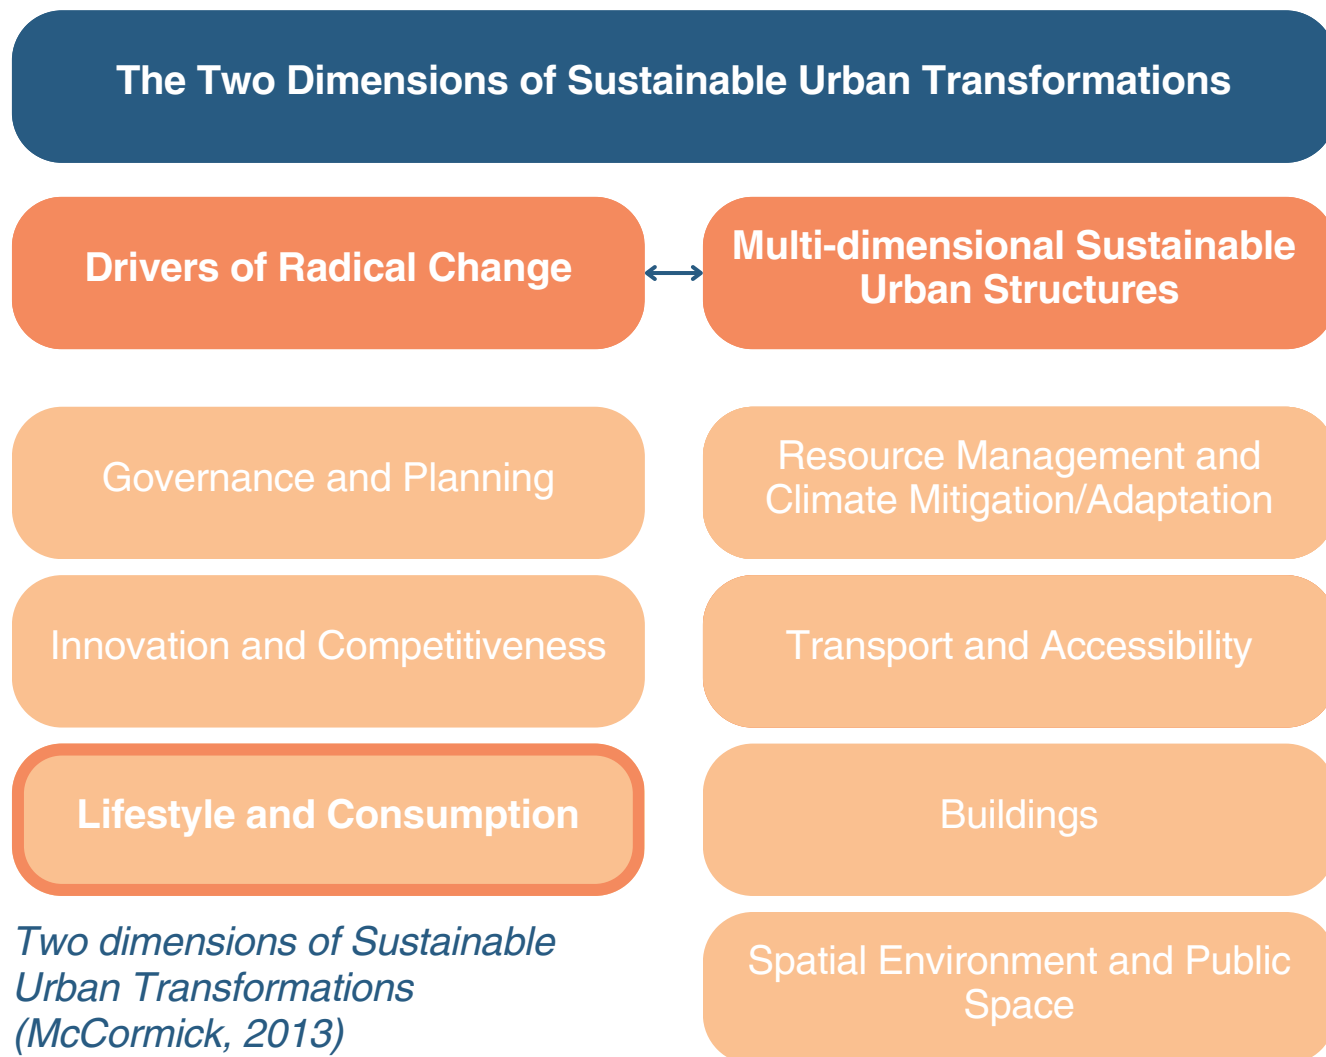 The Two Dimensions of Sustainable Urban Transformations
Drivers of Radical Change
Multi-dimensional Sustainable
Urban Structures
Governance and Planning
Resource Management and
Climate Mitigation/Adaptation
Innovation and Competitiveness
Transport and Accessibility
Lifestyle and Consumption
Buildings
Two dimensions of Sustainable
Urban Transformations
(McCormick, 2013)
Spatial Environment and Public
Space